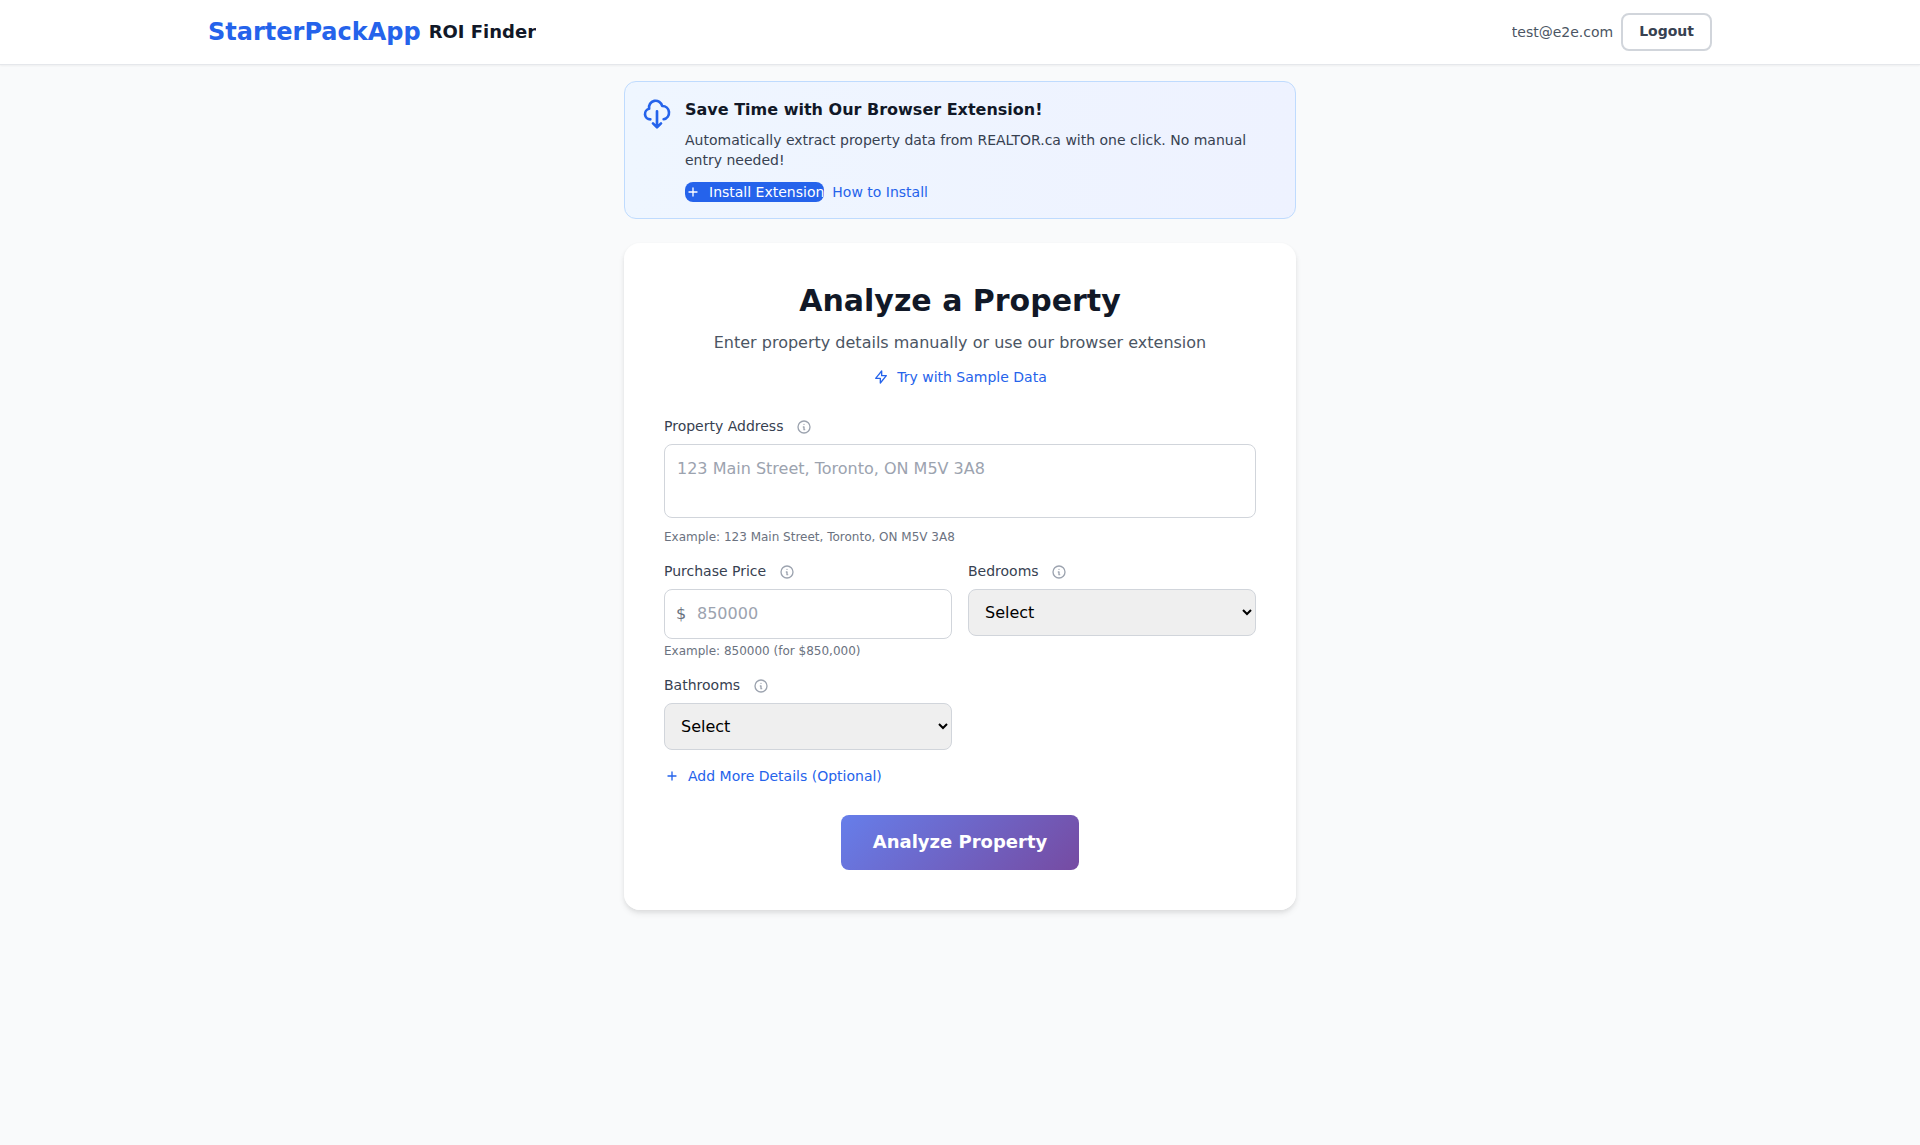 StarterPackApp ROI Finder
test@e2e.com Logout
Save Time with Our Browser Extension!
Automatically extract property data from REALTOR.ca with one click. No manual
entry needed!
Install Extension How to Install
Analyze a Property
Enter property details manually or use our browser extension
Try with Sample Data
Property Address
123 Main Street, Toronto, ON M5V 3A8
Example: 123 Main Street, Toronto, ON M5V 3A8
Purchase Price Bedrooms
$ 850000 Select
Example: 850000 (for $850,000)
Bathrooms
Select
+ Add More Details (Optional)
Analyze Property